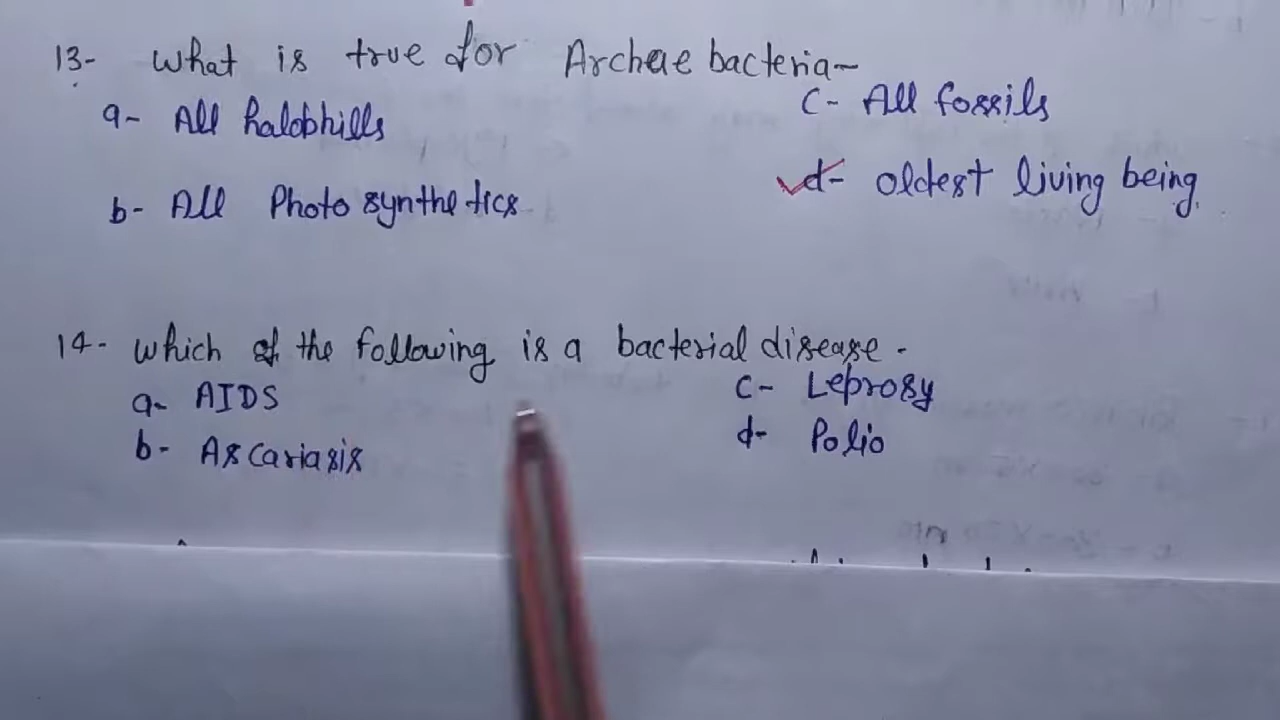 13- What is true for Archae bacteria-
a- All halobhills
c- All fossils
b- All Photo synthetics
d- oldest living being
14- Which of the following is a bacterial disease.
a- AIDS
c- Leprosy
b- Ascariasis
d- Polio